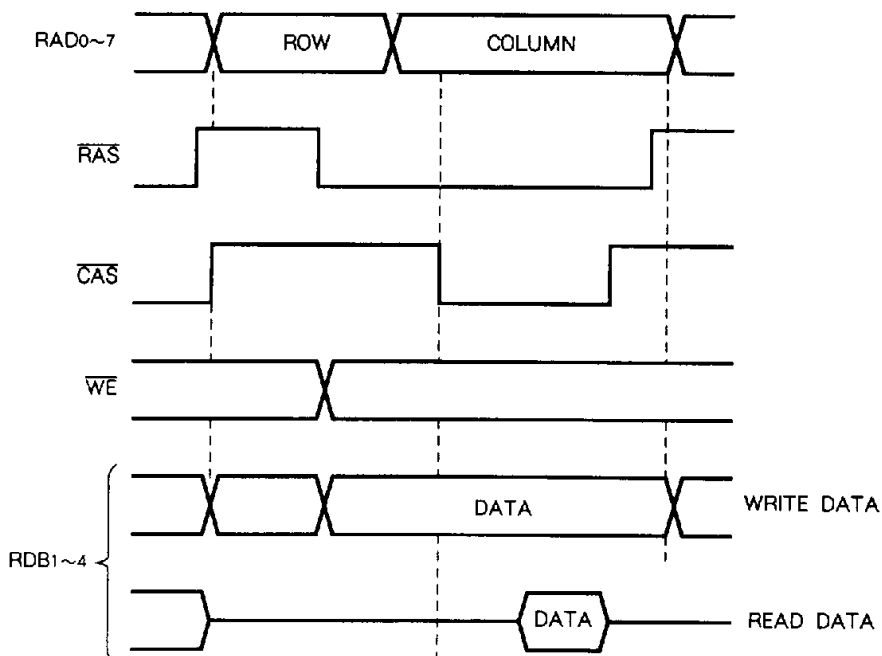 RAD0~7
ROW
COLUMN
RAS
CAS
WE
RDB1~4
DATA
WRITE DATA
DATA
READ DATA